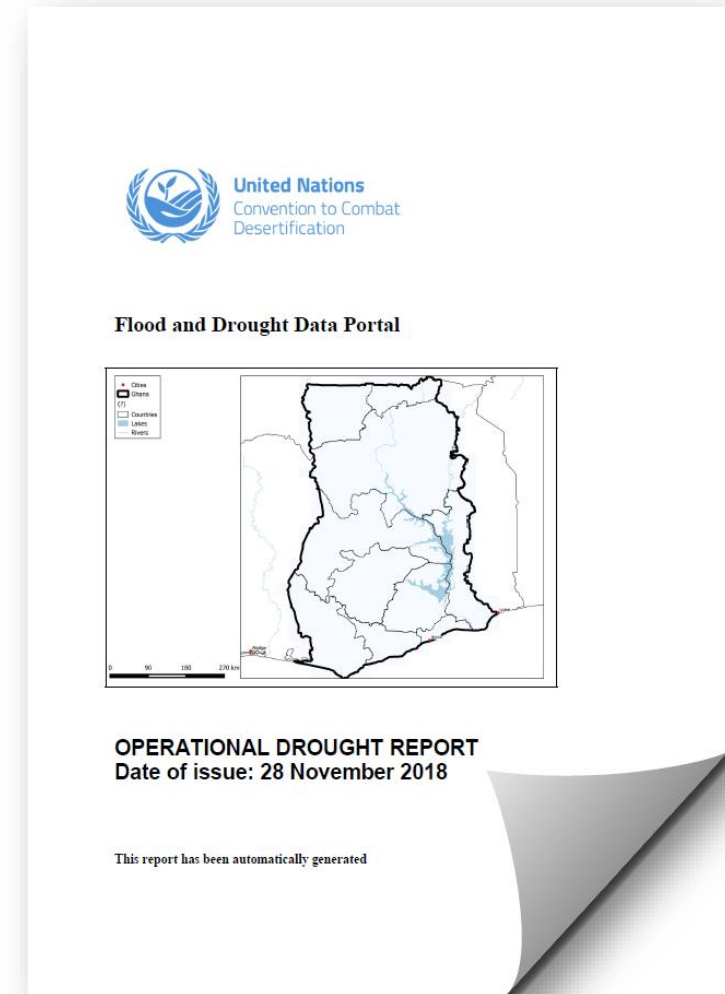 United Nations
Convention to Combat
Desertification
Flood and Drought Data Portal
Cities
Ghana
(7)
Countries
Lakes
Rivers
0 90 180 270 km
OPERATIONAL DROUGHT REPORT
Date of issue: 28 November 2018
This report has been automatically generated